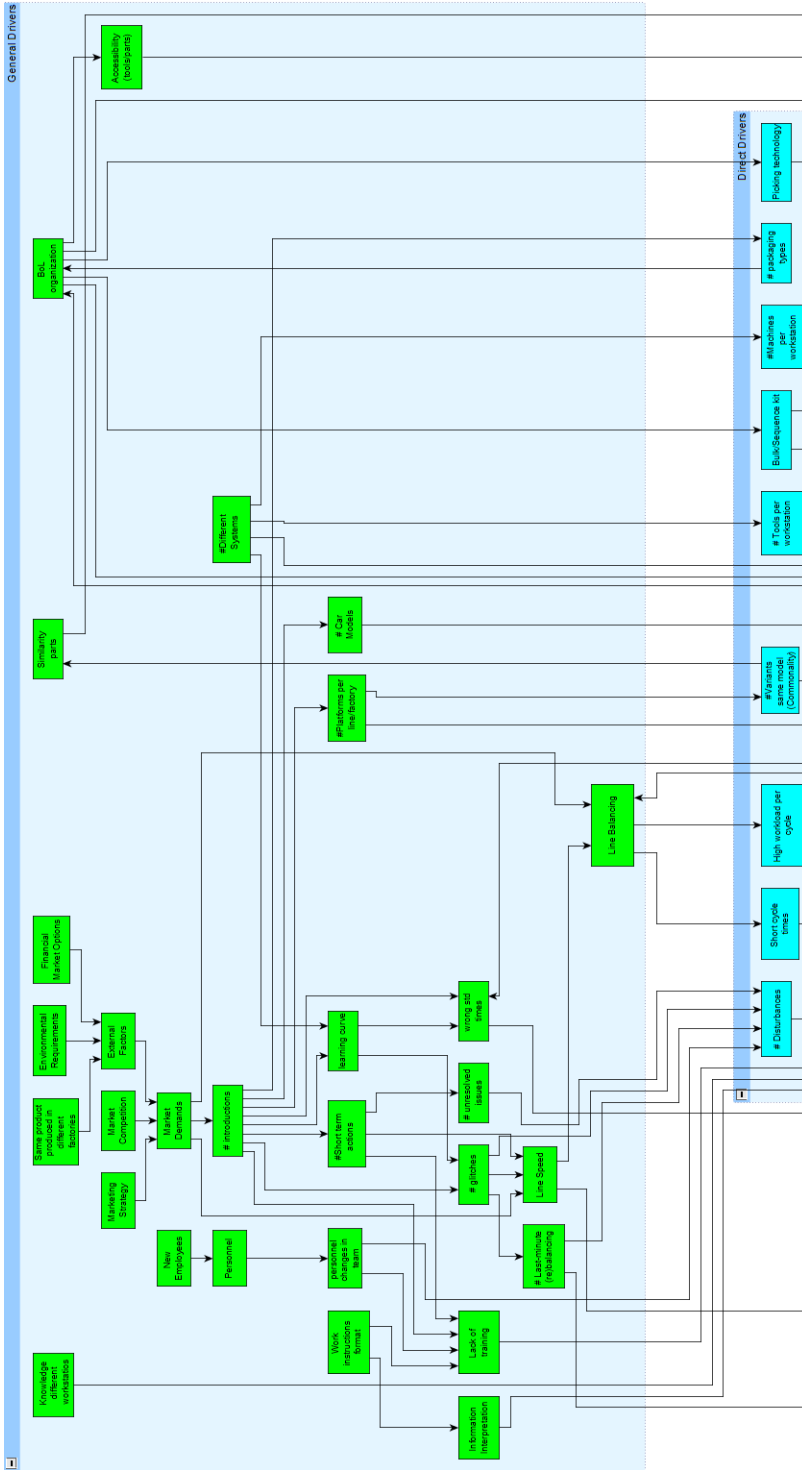 General Drivers
Knowledge
different
workstatios
Same product
produced in
different
factories
Environmental
Requirements
Financial
Market Options
Similarity
parts
BoL
organization
Marketing
Strategy
Market
Competition
External
Factors
Accessibility
(tools/parts)
New
Employees
Market
Demands
Personnel
# introductions
#Different
Systems
Work
instructions
format
personnel
changes in
team
#Short term
actions
learning curve
#Platforms per
line/factory
# Car
Models
Information
Interpretation
Lack of
training
# glitches
# unresolved
issues
wrong std
times
# Last-minute
(re)balancing
Line Speed
Line Balancing
Direct Drivers
# Disturbances
Short cycle
times
High workload per
cycle
#Variants
same model
(Commonality)
# Tools per
workstation
Bulk/Sequence kit
#Machines
per
workstation
# packaging
types
Picking technology